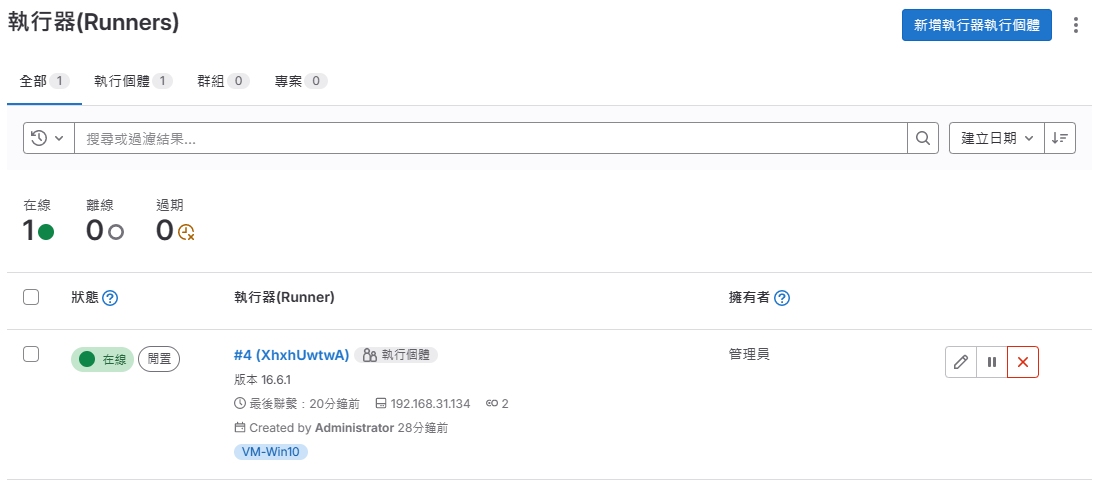 執行器(Runners)
新增執行器執行個體
全部 1 執行個體 1 群組 0 專案 0
搜尋或過濾結果...
建立日期
在線 離線 過期
1 0 0
狀態 執行器(Runner) 擁有者
在線 閒置 #4 (XhxhUwtwA) 執行個體 管理員
版本 16.6.1
最後聯繫：20分鐘前 192.168.31.134 2
Created by Administrator 28分鐘前
VM-Win10